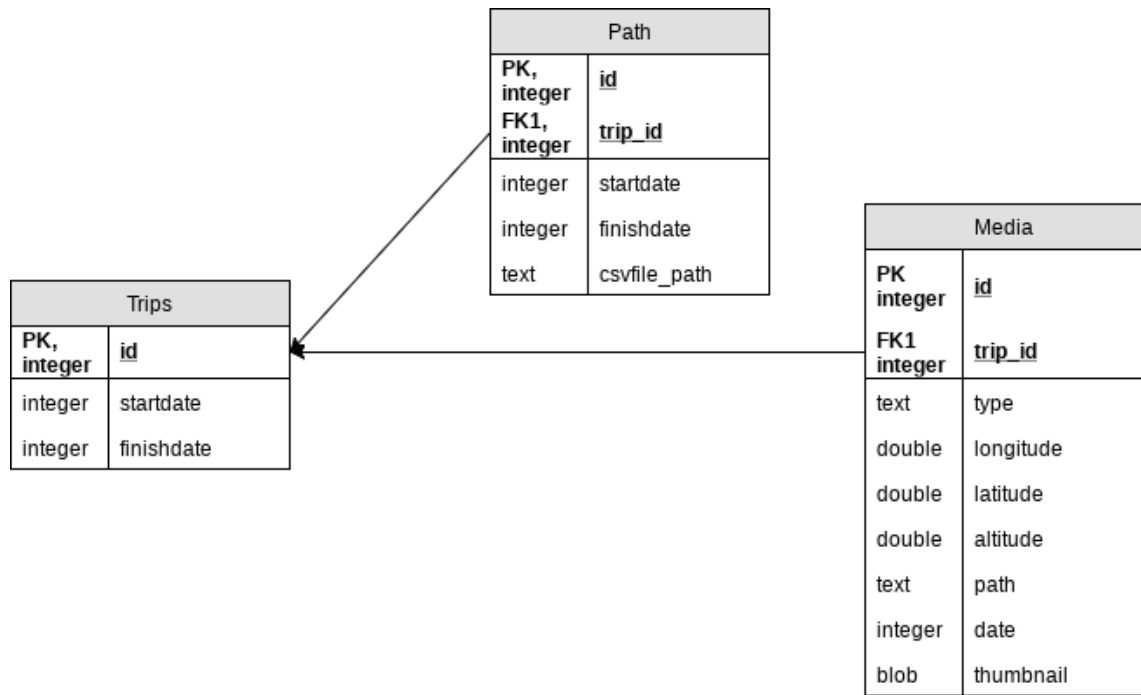 Path
PK,
integer id
FK1,
integer trip_id
integer startdate
integer finishdate
text csvfile_path
Media
PK
integer id
FK1
integer trip_id
text type
double longitude
double latitude
double altitude
text path
integer date
blob thumbnail
Trips
PK,
integer id
integer startdate
integer finishdate